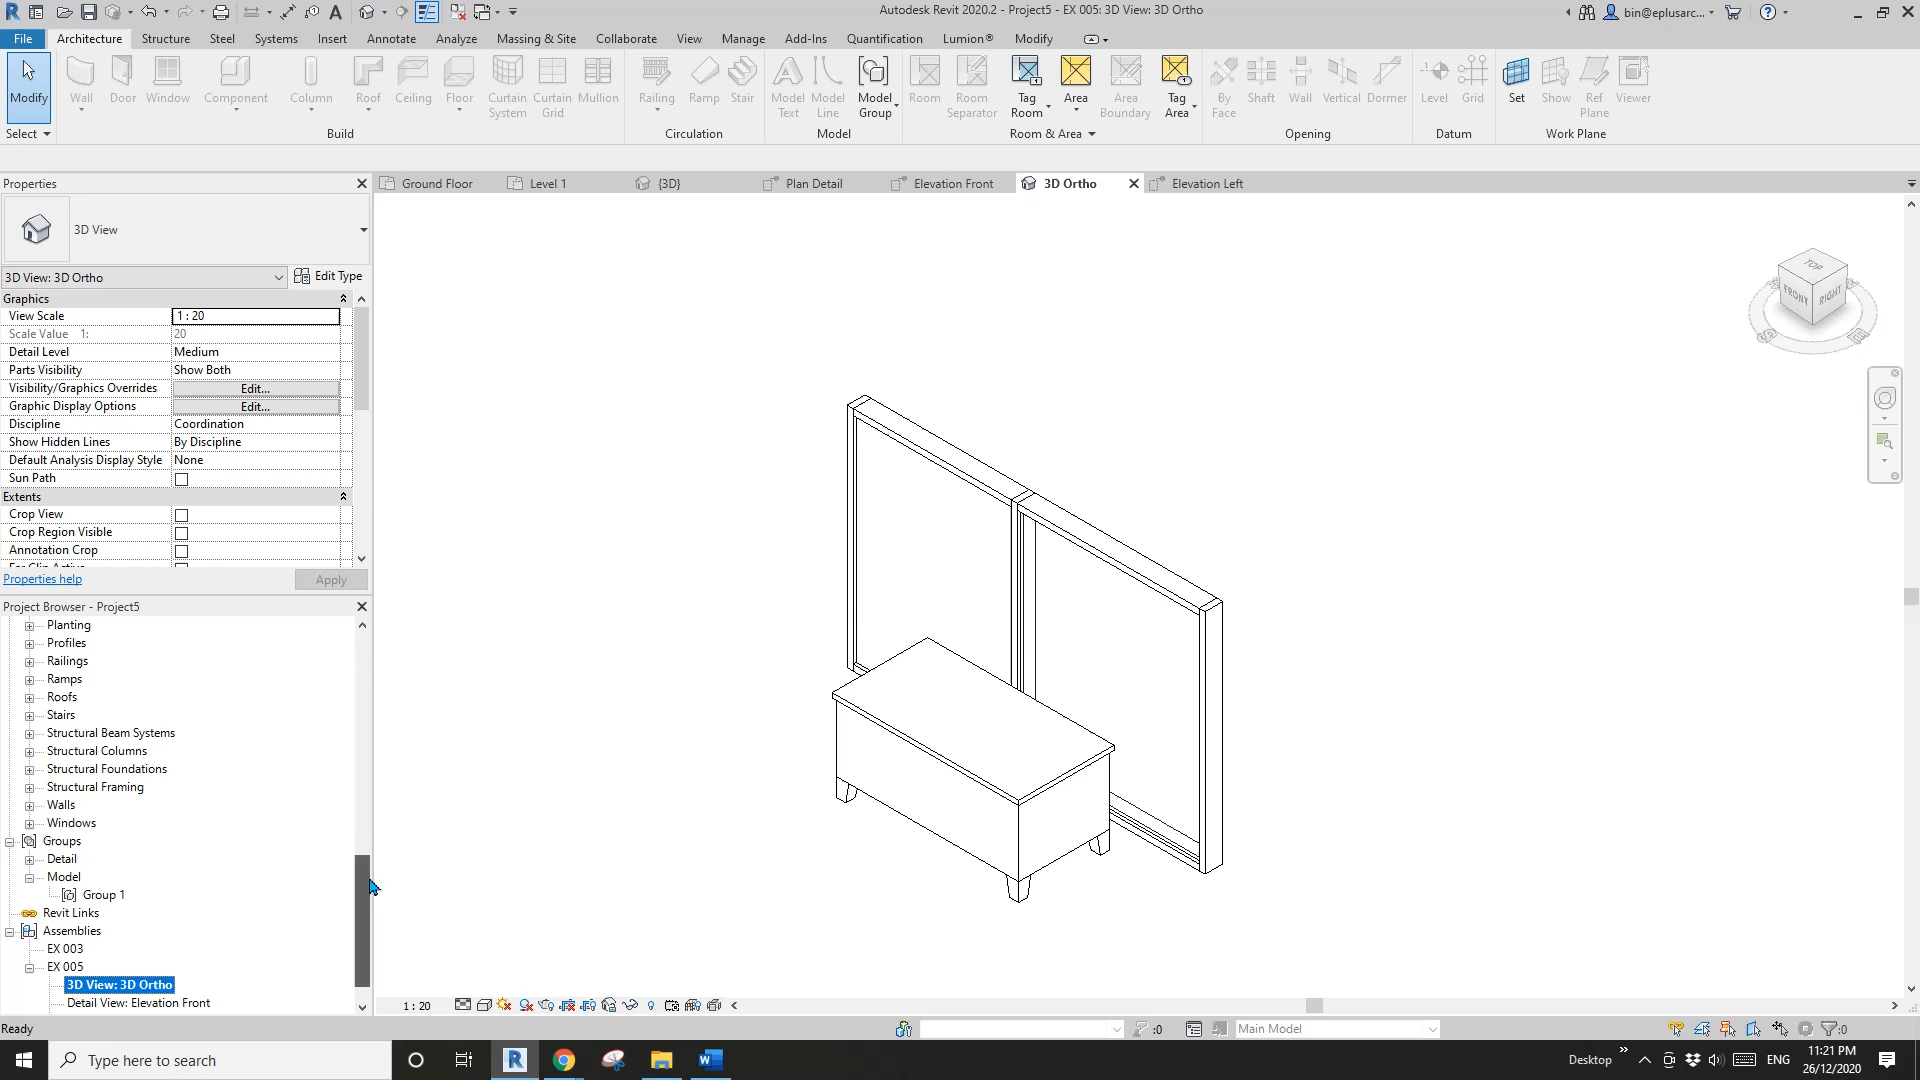 Autodesk Revit 2020.2 - Project5 - EX 005: 3D View: 3D Ortho
bin@eplusarc...
File Architecture Structure Steel Systems Insert Annotate Analyze Massing & Site Collaborate View Manage Add-Ins Quantification Lumion® Modify
Modify Wall Door Window Component Column Roof Ceiling Floor Curtain System Curtain Grid Mullion Railing Ramp Stair Model Text Model Line Model Group Room Room Separator Tag Room Area Area Boundary Tag Area By Face Shaft Wall Vertical Dormer Level Grid Set Show Ref Plane Viewer
Select Build Circulation Model Room & Area Opening Datum Work Plane
Properties
Ground Floor Level 1 {3D} Plan Detail Elevation Front 3D Ortho Elevation Left
3D View
3D View: 3D Ortho Edit Type
Graphics
View Scale 1 : 20
Scale Value 1: 20
Detail Level Medium
Parts Visibility Show Both
Visibility/Graphics Overrides Edit...
Graphic Display Options Edit...
Discipline Coordination
Show Hidden Lines By Discipline
Default Analysis Display Style None
Sun Path
Extents
Crop View
Crop Region Visible
Annotation Crop
Properties help Apply
TOP
FRONT RIGHT
S E
Project Browser - Project5
Planting
Profiles
Railings
Ramps
Roofs
Stairs
Structural Beam Systems
Structural Columns
Structural Foundations
Structural Framing
Walls
Windows
Groups
Detail
Model
Group 1
Revit Links
Assemblies
EX 003
EX 005
3D View: 3D Ortho
Detail View: Elevation Front
1 : 20
Ready
:0
Main Model
:0
Type here to search
Desktop
ENG
11:21 PM
26/12/2020